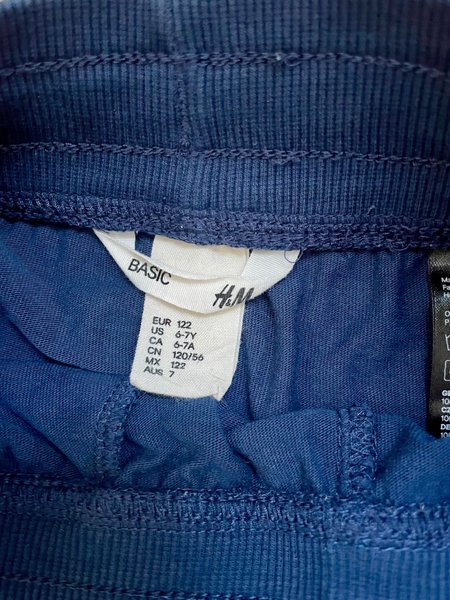 BASIC
H&M
EUR 122
US 6-7Y
CA 6-7A
CN 120/56
MX 122
AUS 7